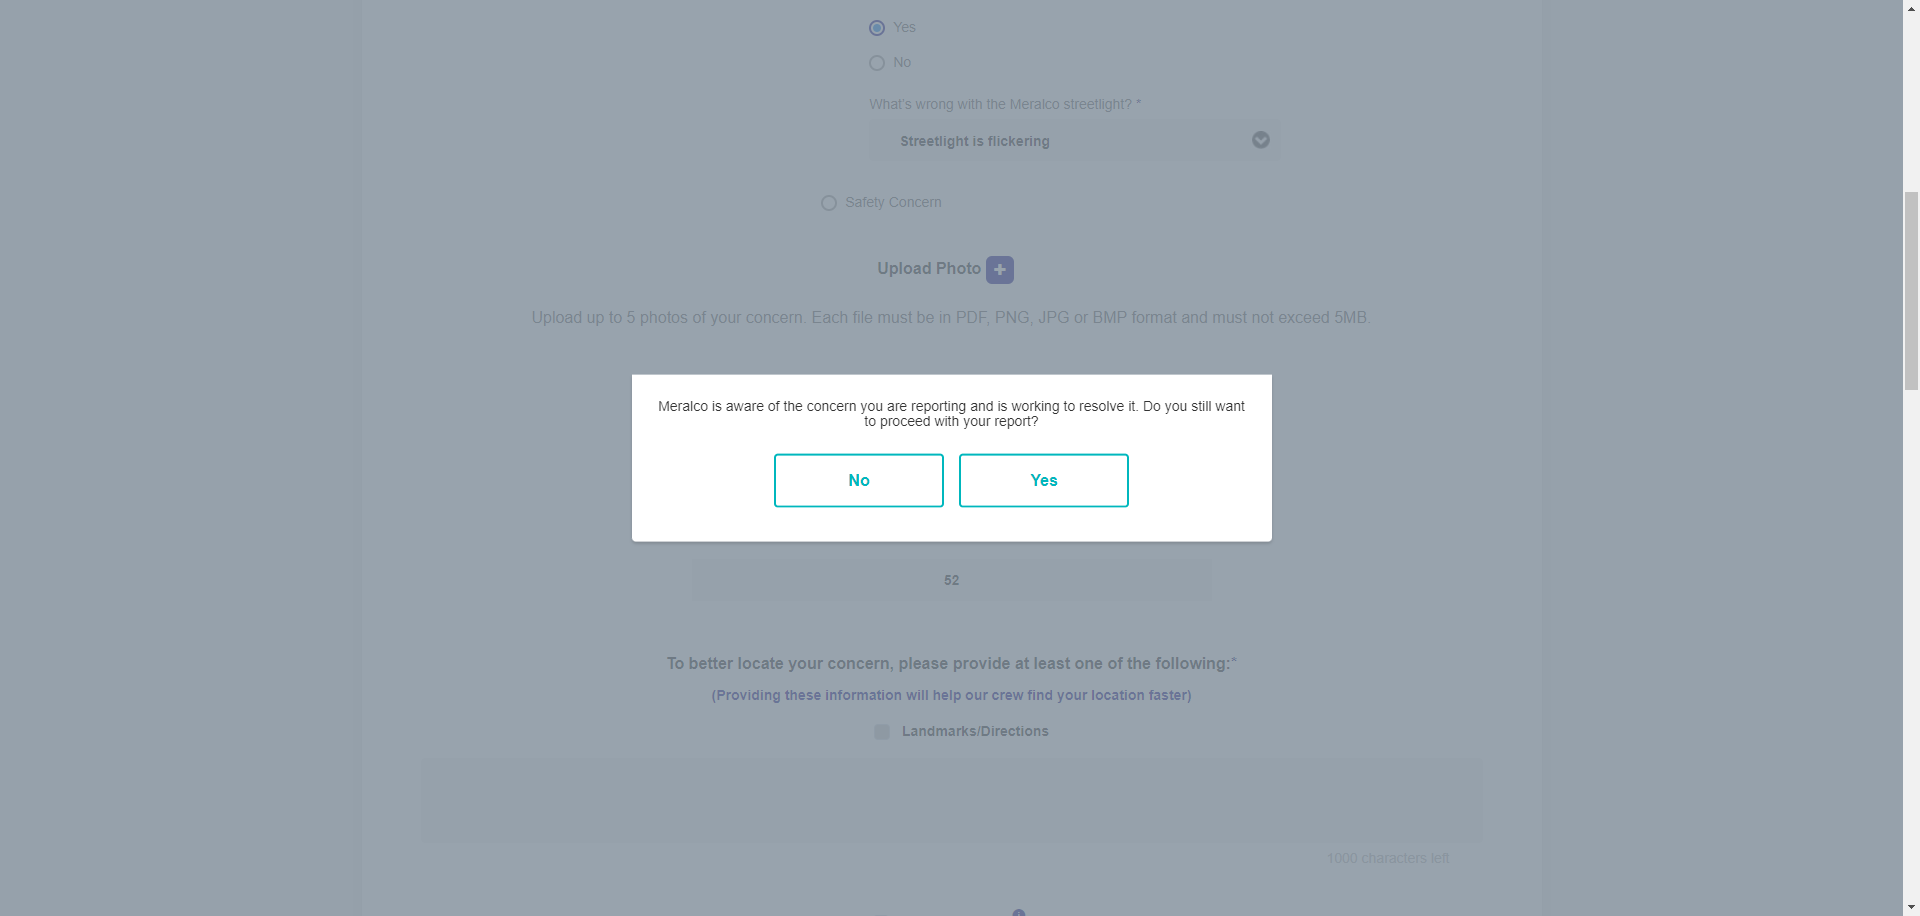 Yes
No
What's wrong with the Meralco streetlight? *
Streetlight is flickering
Safety Concern
Upload Photo
Upload up to 5 photos of your concern. Each file must be in PDF, PNG, JPG or BMP format and must not exceed 5MB.
Meralco is aware of the concern you are reporting and is working to resolve it. Do you still want
to proceed with your report?
No Yes
52
To better locate your concern, please provide at least one of the following:*
(Providing these information will help our crew find your location faster)
Landmarks/Directions
1000 characters left